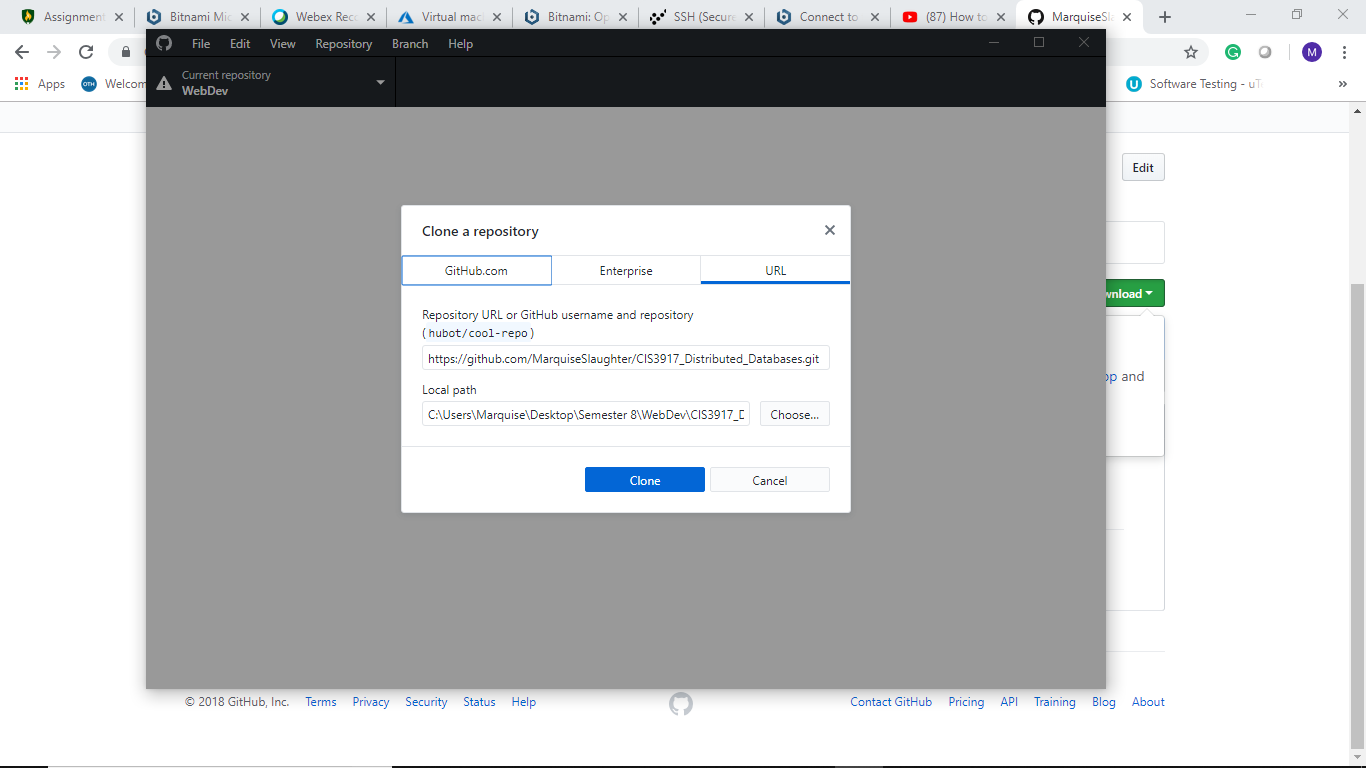 Assignment
Bitnami Mic
Webex Reco
Virtual mac
Bitnami: Op
SSH (Secure
Connect to
(87) How to
MarquiseSla
File Edit View Repository Branch Help
M
Apps
Welcom
Software Testing - uT
Current repository
WebDev
Edit
Clone a repository
GitHub.com Enterprise URL
wnload
Repository URL or GitHub username and repository
(hubot/cool-repo)
https://github.com/MarquiseSlaughter/CIS3917_Distributed_Databases.git
op and
Local path
C:\Users\Marquise\Desktop\Semester 8\WebDev\CIS3917_D
Choose...
Clone Cancel
© 2018 GitHub, Inc. Terms Privacy Security Status Help
Contact GitHub Pricing API Training Blog About